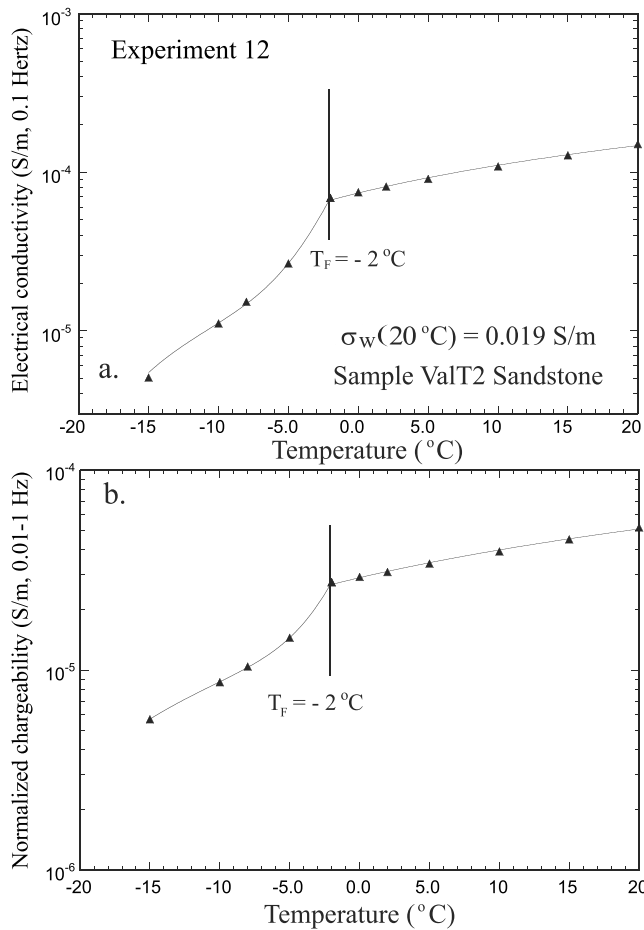 10⁻³
Experiment 12
Electrical conductivity (S/m, 0.1 Hertz)
10⁻⁴
T_F = - 2 °C
10⁻⁵
σ_w(20 °C) = 0.019 S/m
a.
Sample ValT2 Sandstone
-20 -15 -10 -5.0 0.0 5.0 10 15 20
Temperature (°C)
10⁻⁴
b.
Normalized chargeability (S/m, 0.01-1 Hz)
10⁻⁵
T_F = - 2 °C
10⁻⁶
-20 -15 -10 -5.0 0.0 5.0 10 15 20
Temperature (°C)